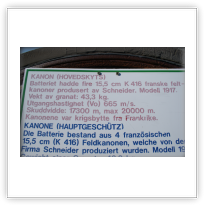 KANON (HOVEDSKYTS)
Batteriet hadde fire 15,5 cm K 416 franske felt-
kanoner produsert av Schneider. Modell 1917.
Vekt av granat: 43,3 kg.
Utgangshastighet (Vo) 665 m/s.
Skuddvidde: 17300 m, max 20000 m.
Kanonene var krigsbytte fra Frankrike.
KANONE (HAUPTGESCHÜTZ)
Die Batterie bestand aus 4 französischen
15,5 cm (K 416) Feldkanonen, welche von der
Firma Schneider produziert wurden. Modell 19